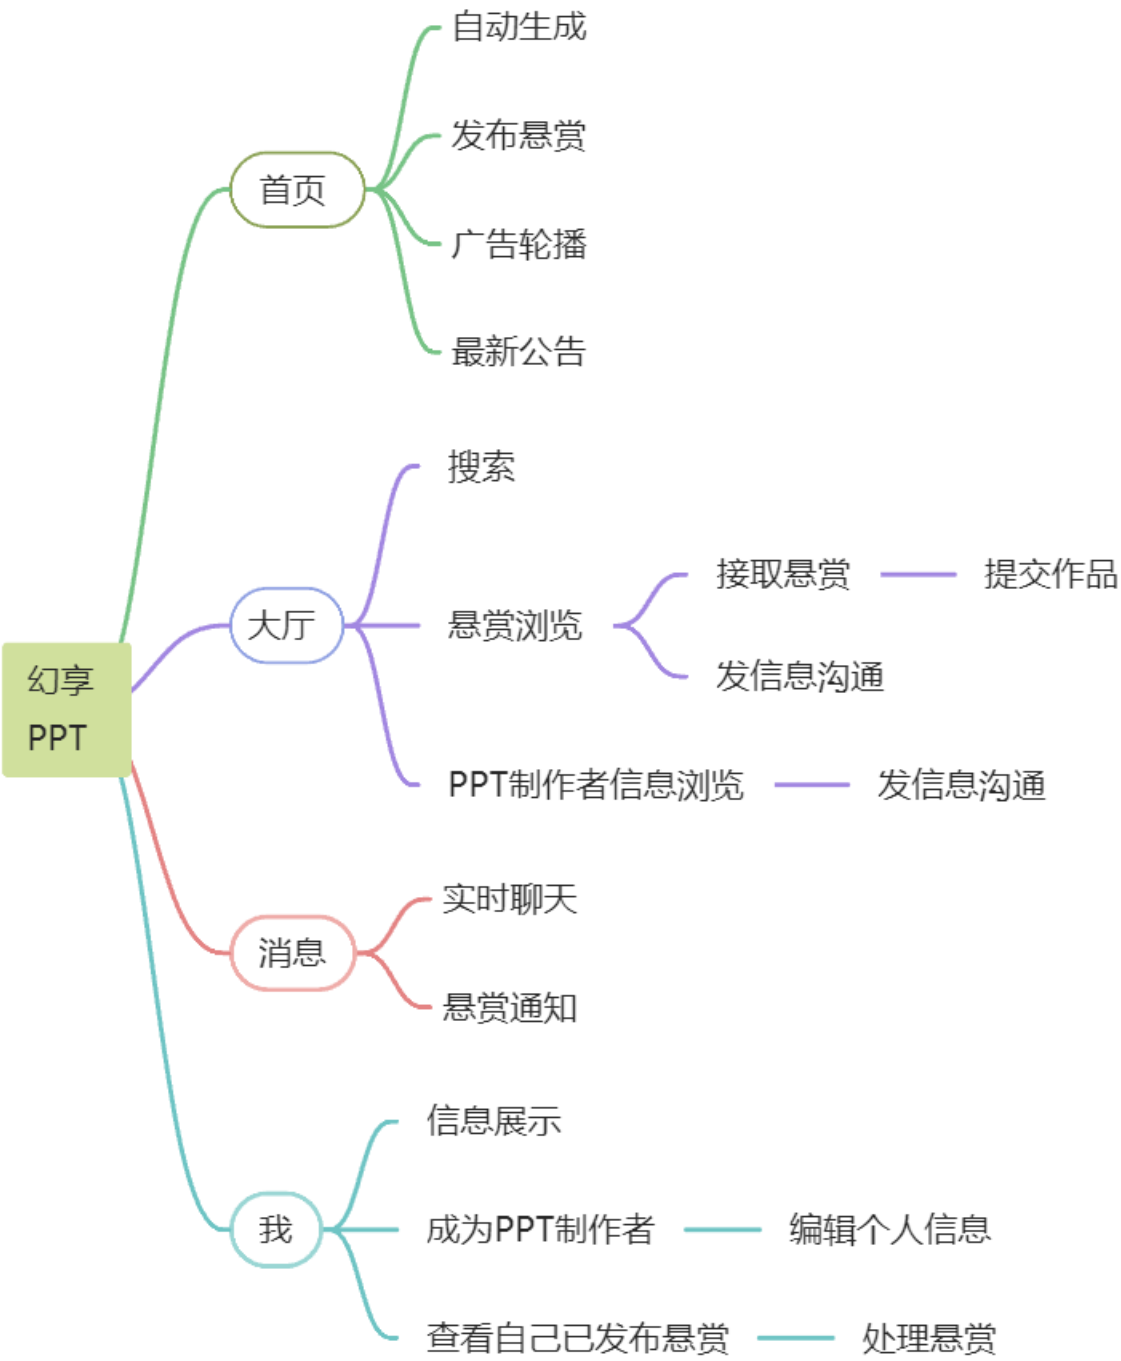 幻享
PPT
首页
自动生成
发布悬赏
广告轮播
最新公告
大厅
搜索
悬赏浏览
接取悬赏
提交作品
发信息沟通
PPT制作者信息浏览
发信息沟通
消息
实时聊天
悬赏通知
我
信息展示
成为PPT制作者
编辑个人信息
查看自己已发布悬赏
处理悬赏